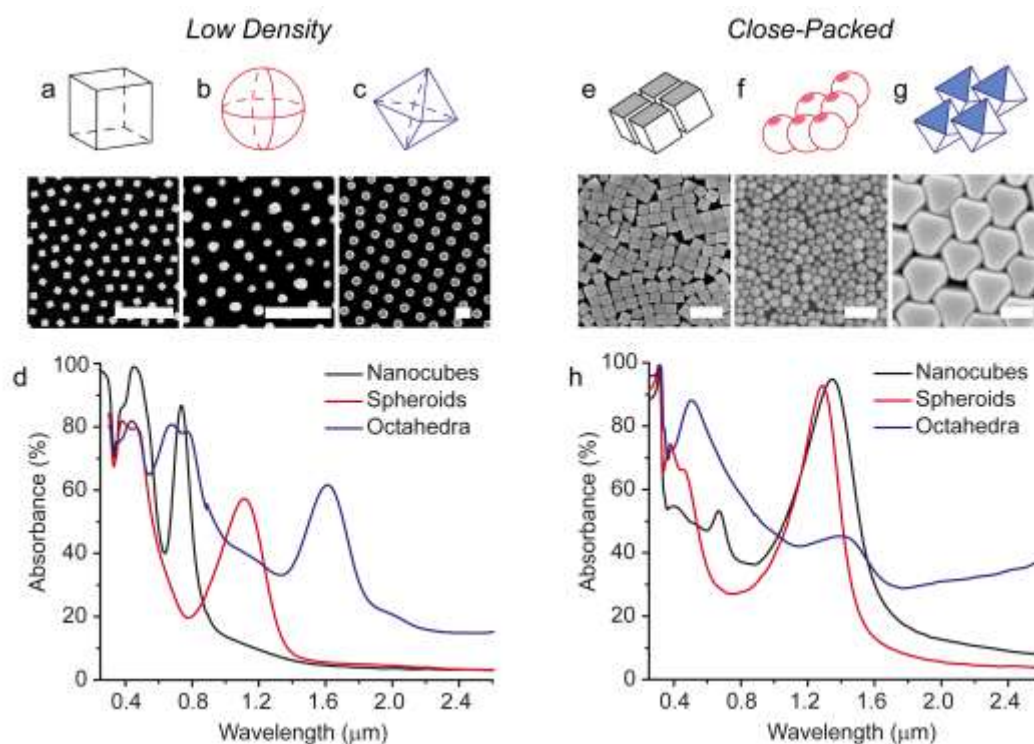 Low Density
Close-Packed
a
b
c
e
f
g
d
100
80
60
40
20
0
Absorbance (%)
Nanocubes
Spheroids
Octahedra
0.4 0.8 1.2 1.6 2.0 2.4
Wavelength (μm)
h
100
80
60
40
20
0
Absorbance (%)
Nanocubes
Spheroids
Octahedra
0.4 0.8 1.2 1.6 2.0 2.4
Wavelength (μm)